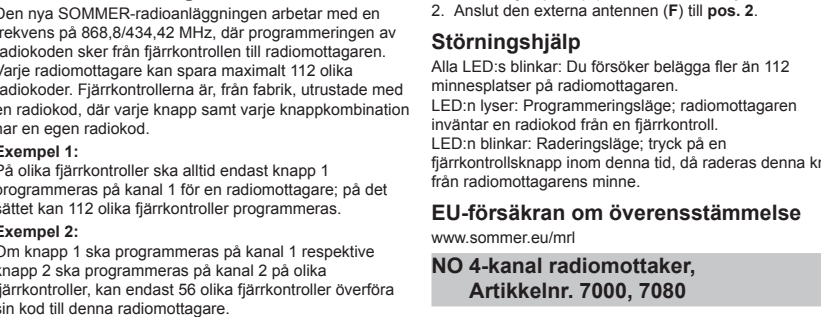 Den nya SOMMER-radioanläggningen arbetar med en
frekvens på 868,8/434,42 MHz, där programmeringen av
radiokoden sker från fjärrkontrollen till radiomottagaren.
Varje radiomottagare kan spara maximalt 112 olika
radiokoder. Fjärrkontrollerna är, från fabrik, utrustade med
en radiokod, där varje knapp samt varje knappkombination
har en egen radiokod.
Exempel 1:
På olika fjärrkontroller ska alltid endast knapp 1
programmeras på kanal 1 för en radiomottagare; på det
sättet kan 112 olika fjärrkontroller programmeras.
Exempel 2:
Om knapp 1 ska programmeras på kanal 1 respektive
knapp 2 ska programmeras på kanal 2 på olika
fjärrkontroller, kan endast 56 olika fjärrkontroller överföra
sin kod till denna radiomottagare.
2. Anslut den externa antennen (F) till pos. 2.
Störningshjälp
Alla LED:s blinkar: Du försöker belägga fler än 112
minnesplatser på radiomottagaren.
LED:n lyser: Programmeringsläge; radiomottagaren
inväntar en radiokod från en fjärrkontroll.
LED:n blinkar: Raderingsläge; tryck på en
fjärrkontrollsknapp inom denna tid, då raderas denna
från radiomottagarens minne.
EU-försäkran om överensstämmelse
www.sommer.eu/mrl
NO 4-kanal radiomottaker,
Artikkelnr. 7000, 7080